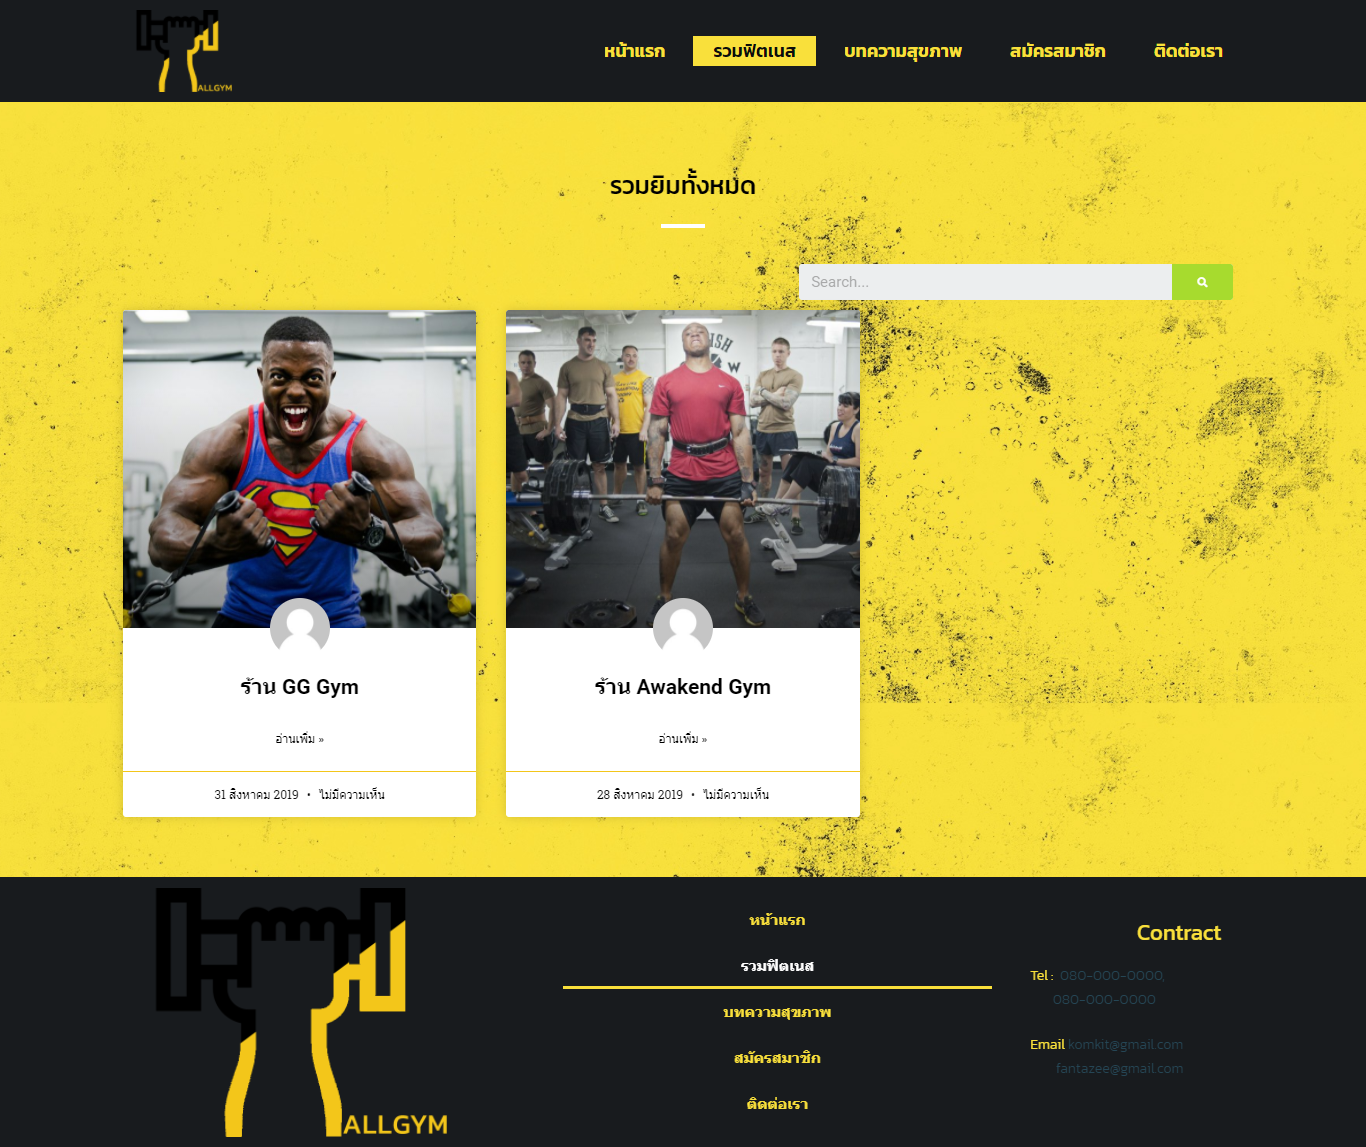 ALLGYM
หน้าแรก
รวมฟิตเนส
บทความสุขภาพ
สมัครสมาชิก
ติดต่อเรา
รวมยิมทั้งหมด
Search...
ร้าน GG Gym
อ่านเพิ่ม »
31 สิงหาคม 2019 • ไม่มีความเห็น
ร้าน Awakend Gym
อ่านเพิ่ม »
28 สิงหาคม 2019 • ไม่มีความเห็น
ALLGYM
หน้าแรก
รวมฟิตเนส
บทความสุขภาพ
สมัครสมาชิก
ติดต่อเรา
Contract
Tel : 080-000-0000,
080-000-0000
Email komkit@gmail.com
fantazee@gmail.com